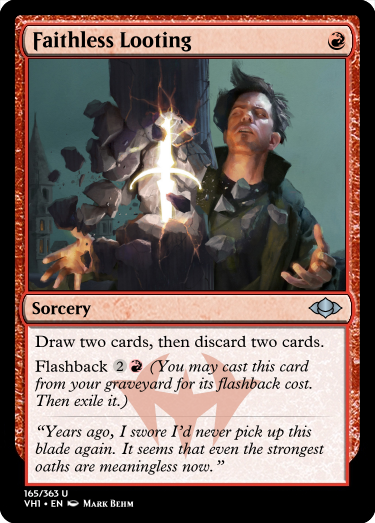 Faithless Looting
Sorcery
Draw two cards, then discard two cards.
Flashback 2 (You may cast this
card from your graveyard for its flashback cost.
Then exile it.)
“Years ago, I swore I’d never pick up this
blade again. It seems that even the strongest
oaths are meaningless now.”
165/363 U
VH1 • EN Mark Behm